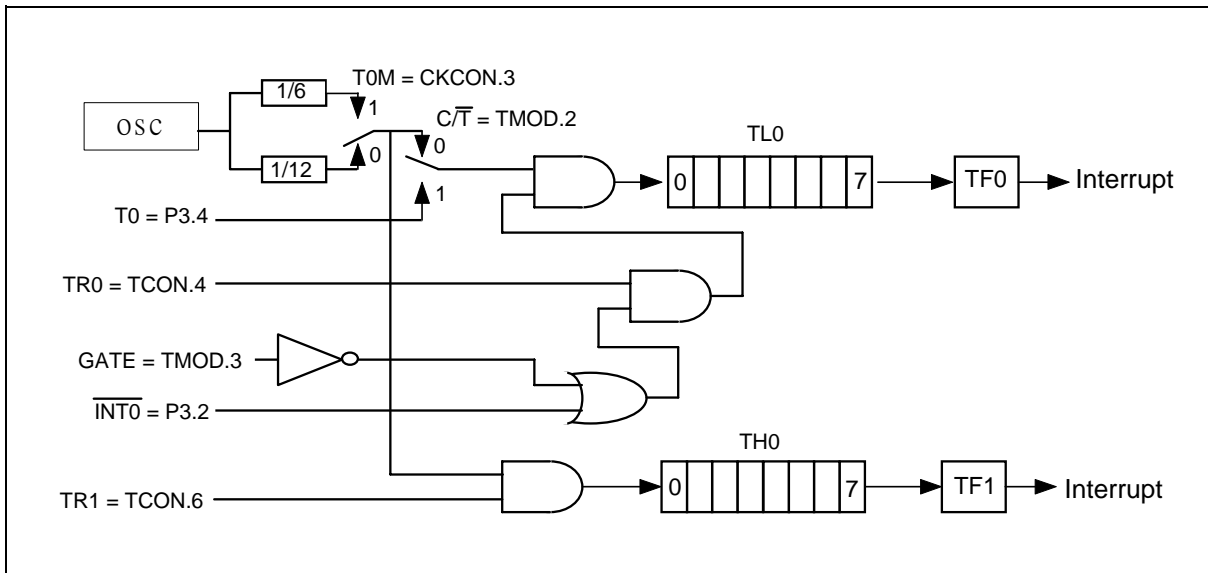 T0M = CKCON.3
1/6
1
OSC
C/T̅ = TMOD.2
0
0
1/12
1
T0 = P3.4
TL0
0 7
TF0
Interrupt
TR0 = TCON.4
GATE = TMOD.3
I̅N̅T̅0̅ = P3.2
TH0
0 7
TF1
Interrupt
TR1 = TCON.6